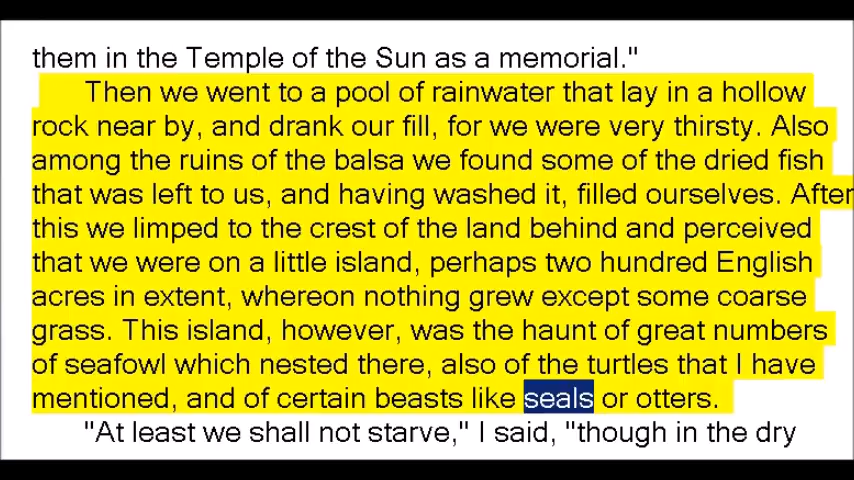 them in the Temple of the Sun as a memorial."
Then we went to a pool of rainwater that lay in a hollow
rock near by, and drank our fill, for we were very thirsty. Also
among the ruins of the balsa we found some of the dried fish
that was left to us, and having washed it, filled ourselves. After
this we limped to the crest of the land behind and perceived
that we were on a little island, perhaps two hundred English
acres in extent, whereon nothing grew except some coarse
grass. This island, however, was the haunt of great numbers
of seafowl which nested there, also of the turtles that I have
mentioned, and of certain beasts like seals or otters.
"At least we shall not starve," I said, "though in the dry